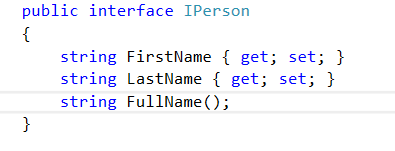 public interface IPerson
{
    string FirstName { get; set; }
    string LastName { get; set; }
    string FullName();
}